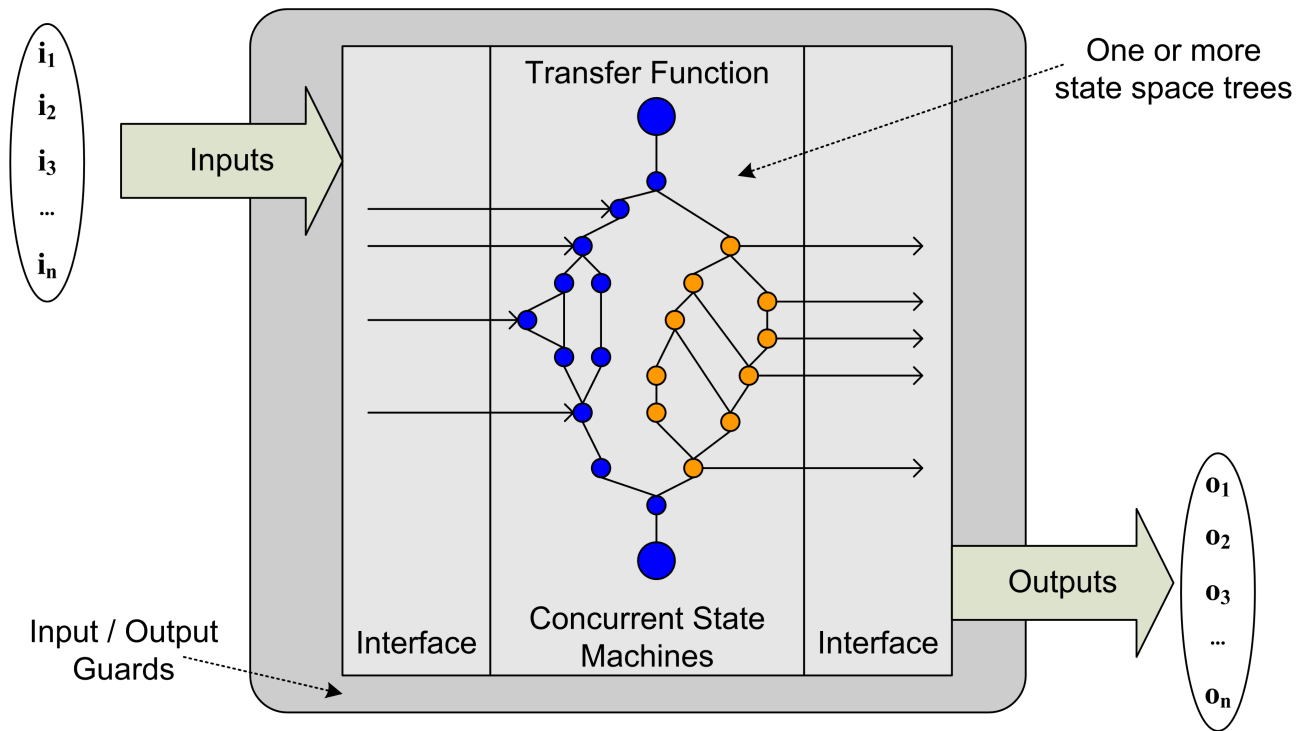 i1
i2
i3
...
in
Inputs
Transfer Function
One or more
state space trees
Input / Output
Guards
Interface
Concurrent State
Machines
Interface
Outputs
o1
o2
o3
...
on